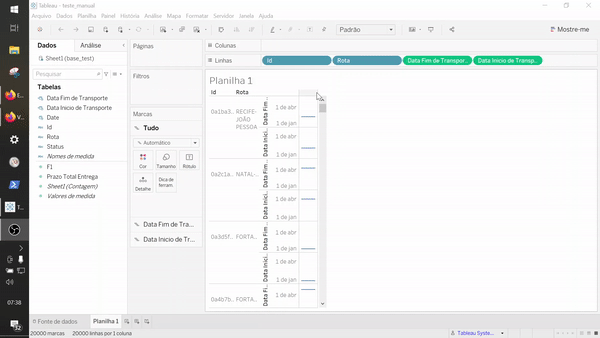 Tableau - teste_manual
Arquivo Dados Planilha Painel História Análise Mapa Formatar Servidor Janela Ajuda
Padrão
Mostre-me
Dados Análise
Sheet1 (base_test)
Pesquisar
Tabelas
Data Fim de Transporte
Data Inicio de Transporte
Date
Id
Rota
Status
Nomes de medida
F1
Prazo Total Entrega
Sheet1 (Contagem)
Valores de medida
Páginas
Filtros
Marcas
Tudo
Automático
Cor Tamanho Rótulo
Detalhe Dica de ferram.
Data Fim de Tra...
Data Inicio de Tr...
Colunas
Linhas Id Rota Data Fim de Transpor.. Data Inicio de Transp..
Planilha 1
Id Rota
0a1ba3.. RECIFE-JOÃO PESSOA Data Fim .. 1 de abr
1 de jan
Data Inici.. 1 de abr
1 de jan
0a2c1a.. NATAL-.. Data Fim .. 1 de abr
1 de jan
Data Inici.. 1 de abr
1 de jan
0a3d5f.. FORTA.. Data Fim .. 1 de abr
1 de jan
Data Inici.. 1 de abr
1 de jan
0a4b7b.. FORTA.. Data Fi.. 1 de abr
07:38
Fonte de dados Planilha 1
20000 marcas 20000 linhas por 1 coluna
Tableau Syste...